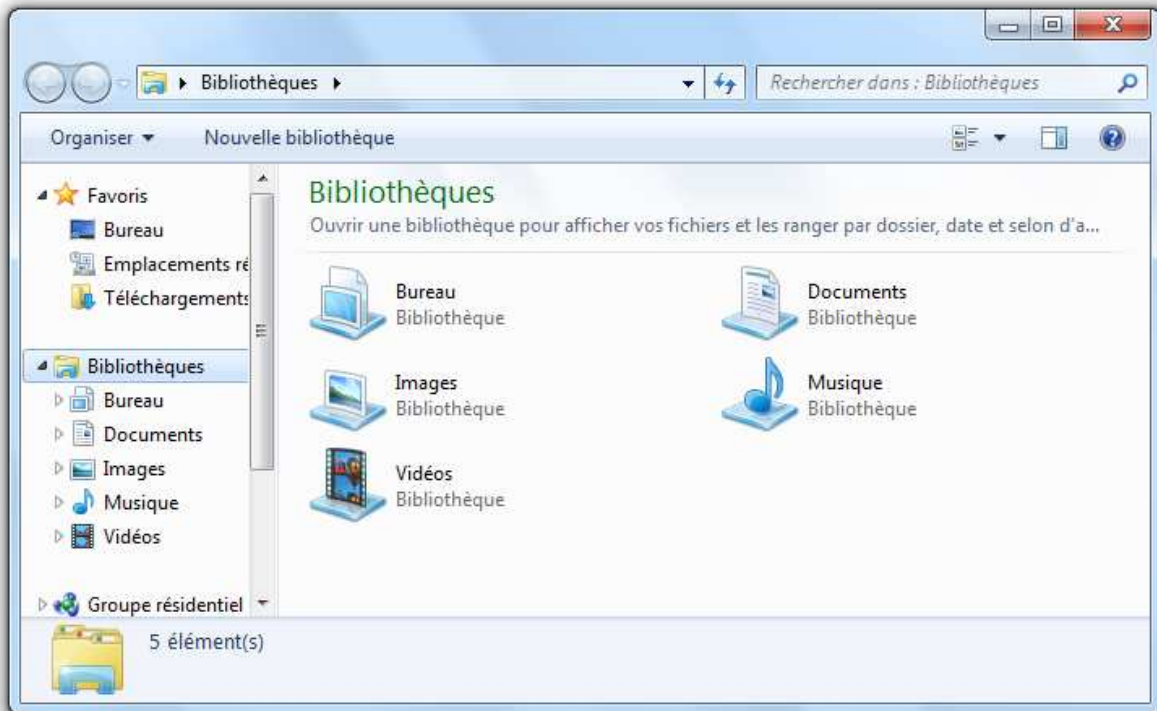 Bibliothèques
Rechercher dans : Bibliothèques
Organiser
Nouvelle bibliothèque
Favoris
Bureau
Emplacements ré
Téléchargements
Bibliothèques
Bureau
Documents
Images
Musique
Vidéos
Groupe résidentiel
Bibliothèques
Ouvrir une bibliothèque pour afficher vos fichiers et les ranger par dossier, date et selon d'a...
Bureau
Bibliothèque
Documents
Bibliothèque
Images
Bibliothèque
Musique
Bibliothèque
Vidéos
Bibliothèque
5 élément(s)